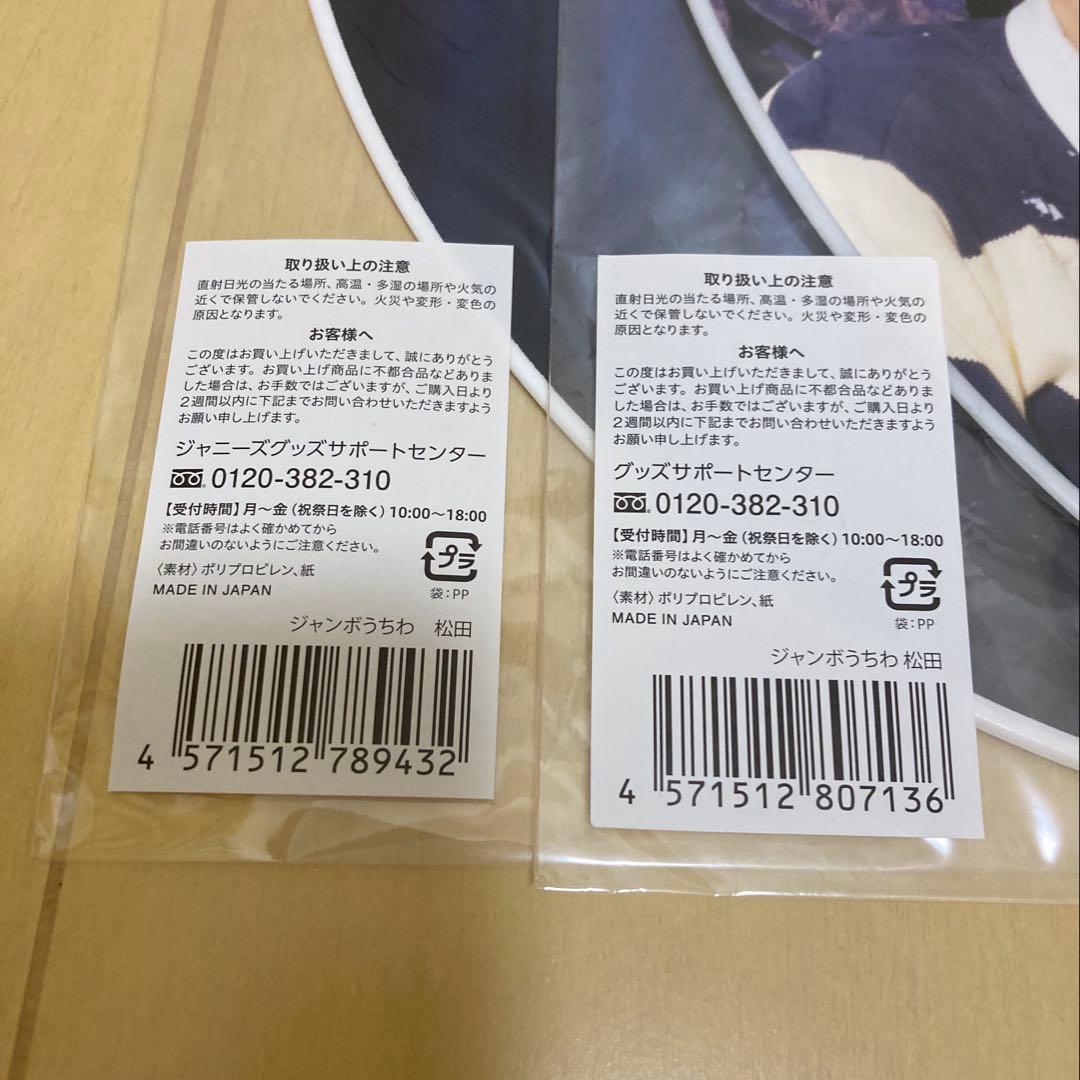 取り扱い上の注意
直射日光の当たる場所、高温・多湿の場所や火気の
近くで保管しないでください。火災や変形・変色の
原因となります。
お客様へ
この度はお買い上げいただきまして、誠にありがとう
ございます。お買い上げ商品に不都合品などありま
した場合は、お手数ではございますが、ご購入日より
2週間以内に下記までお問い合わせいただきますよう
お願い申し上げます。
ジャニーズグッズサポートセンター
0120-382-310
【受付時間】月〜金（祝祭日を除く）10:00〜18:00
※電話番号はよく確かめてから
お間違いのないようにご注意ください。
〈素材〉ポリプロピレン、紙
MADE IN JAPAN
プラ
袋：PP
ジャンボうちわ　松田
4 571512 789432
取り扱い上の注意
直射日光の当たる場所、高温・多湿の場所や火気の
近くで保管しないでください。火災や変形・変色の
原因となります。
お客様へ
この度はお買い上げいただきまして、誠にありがとう
ございます。お買い上げ商品に不都合品などありま
した場合は、お手数ではございますが、ご購入日より
2週間以内に下記までお問い合わせいただきますよう
お願い申し上げます。
グッズサポートセンター
0120-382-310
【受付時間】月〜金（祝祭日を除く）10:00〜18:00
※電話番号はよく確かめてから
お間違いのないようにご注意ください。
〈素材〉ポリプロピレン、紙
MADE IN JAPAN
プラ
袋：PP
ジャンボうちわ 松田
4 571512 807136